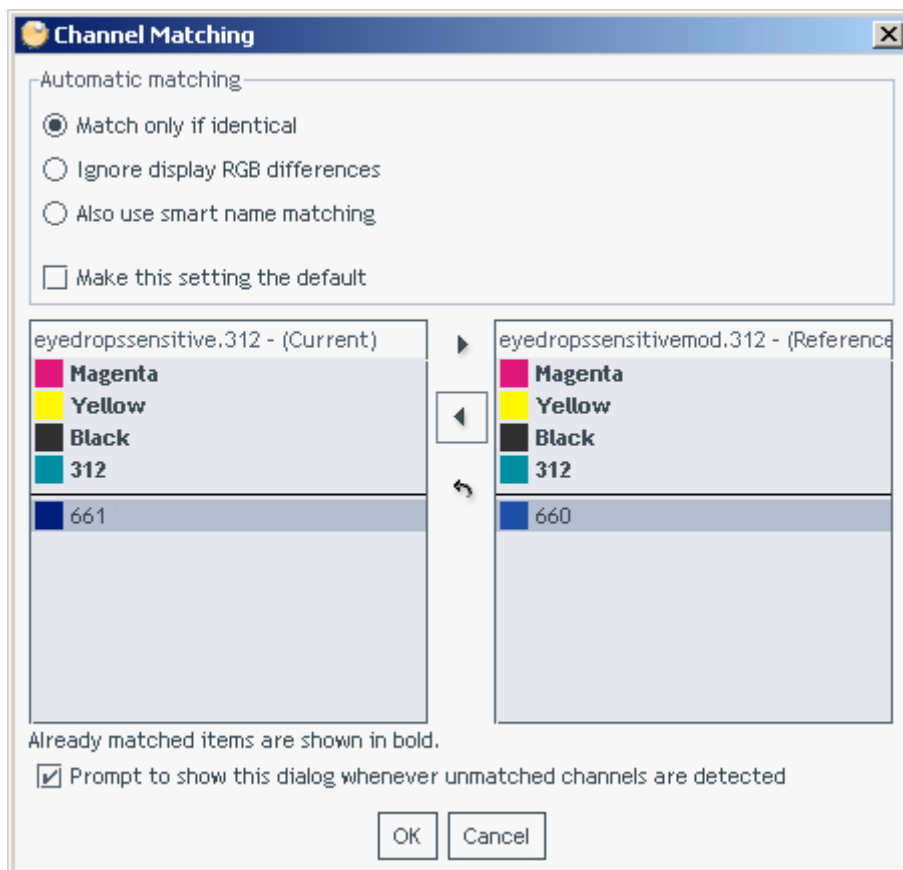 Channel Matching
Automatic matching
Match only if identical
Ignore display RGB differences
Also use smart name matching
Make this setting the default
eyedropssensitive.312 - (Current)
Magenta
Yellow
Black
312
661
eyedropssensitivemod.312 - (Reference
Magenta
Yellow
Black
312
660
Already matched items are shown in bold.
Prompt to show this dialog whenever unmatched channels are detected
OK
Cancel